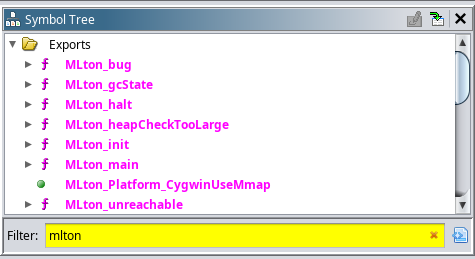 Symbol Tree
Exports
MLton_bug
MLton_gcState
MLton_halt
MLton_heapCheckTooLarge
MLton_init
MLton_main
MLton_Platform_CygwinUseMmap
MLton_unreachable
Filter: mlton